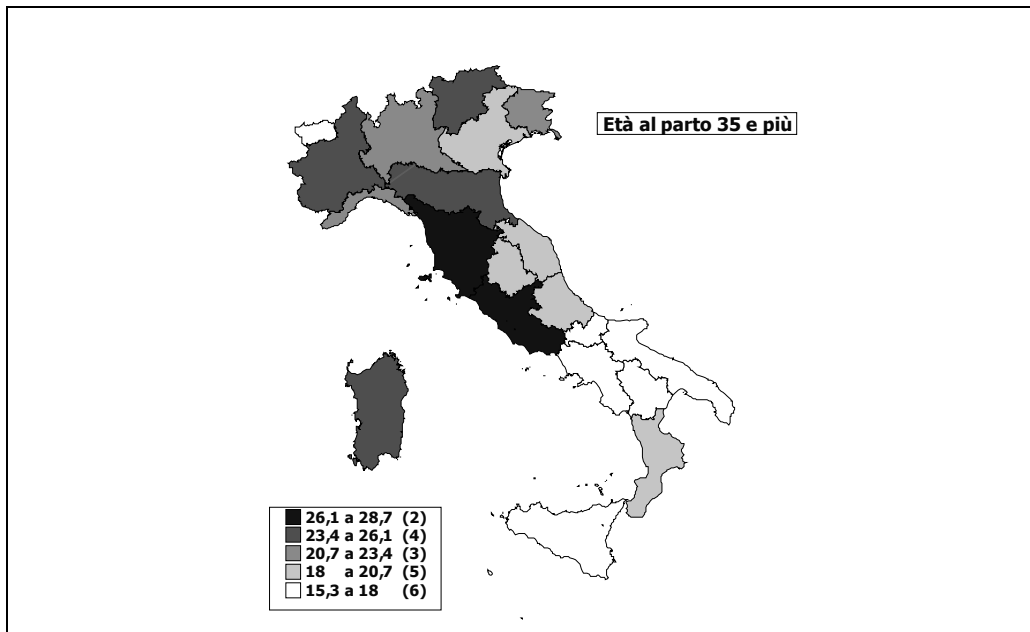 Età al parto 35 e più
26,1 a 28,7 (2)
23,4 a 26,1 (4)
20,7 a 23,4 (3)
18 a 20,7 (5)
15,3 a 18 (6)